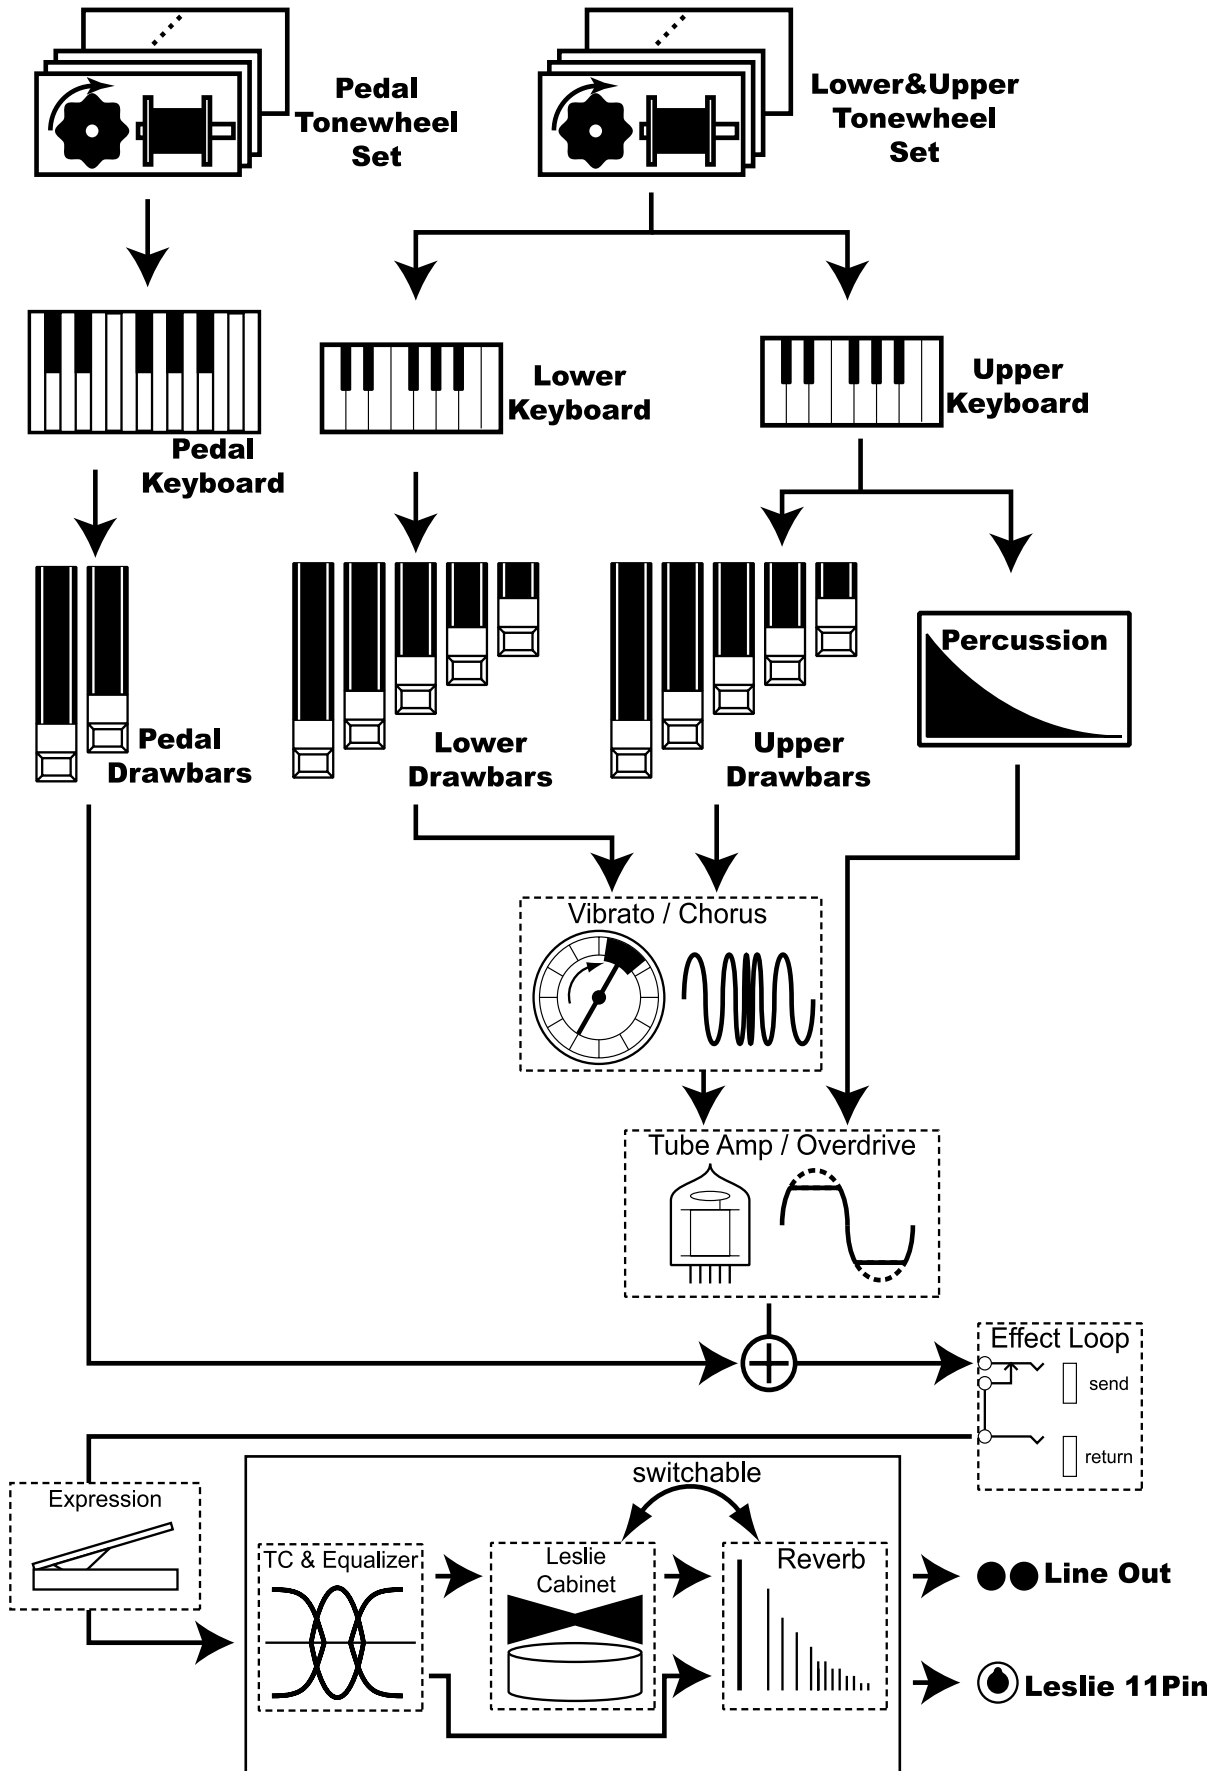 Pedal
Tonewheel
Set
Lower&Upper
Tonewheel
Set
Pedal
Keyboard
Lower
Keyboard
Upper
Keyboard
Pedal
Drawbars
Lower
Drawbars
Upper
Drawbars
Percussion
Vibrato / Chorus
Tube Amp / Overdrive
Effect Loop
send
return
Expression
switchable
TC & Equalizer
Leslie
Cabinet
Reverb
Line Out
Leslie 11Pin